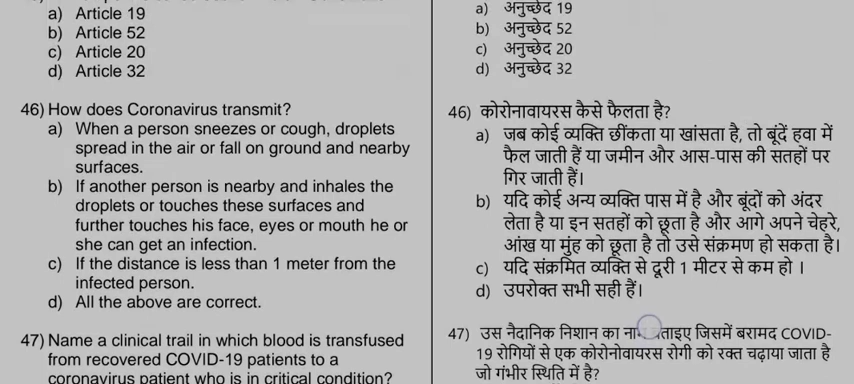 a) Article 19
b) Article 52
c) Article 20
d) Article 32
46) How does Coronavirus transmit?
a) When a person sneezes or cough, droplets
spread in the air or fall on ground and nearby
surfaces.
b) If another person is nearby and inhales the
droplets or touches these surfaces and
further touches his face, eyes or mouth he or
she can get an infection.
c) If the distance is less than 1 meter from the
infected person.
d) All the above are correct.
47) Name a clinical trail in which blood is transfused
from recovered COVID-19 patients to a
coronavirus patient who is in critical condition?
a) अनुच्छेद 19
b) अनुच्छेद 52
c) अनुच्छेद 20
d) अनुच्छेद 32
46) कोरोनावायरस कैसे फैलता है?
a) जब कोई व्यक्ति छींकता या खांसता है, तो बूंदें हवा में
फैल जाती हैं या जमीन और आस-पास की सतहों पर
गिर जाती हैं।
b) यदि कोई अन्य व्यक्ति पास में है और बूंदों को अंदर
लेता है या इन सतहों को छूता है और आगे अपने चेहरे,
आंख या मुंह को छूता है तो उसे संक्रमण हो सकता है।
c) यदि संक्रमित व्यक्ति से दूरी 1 मीटर से कम हो ।
d) उपरोक्त सभी सही हैं।
47) उस नैदानिक निशान का जिसमें बरामद COVID-
19 रोगियों से एक कोरोनोवायरस रोगी को रक्त चढ़ाया जाता है
जो गंभीर स्थिति में है?